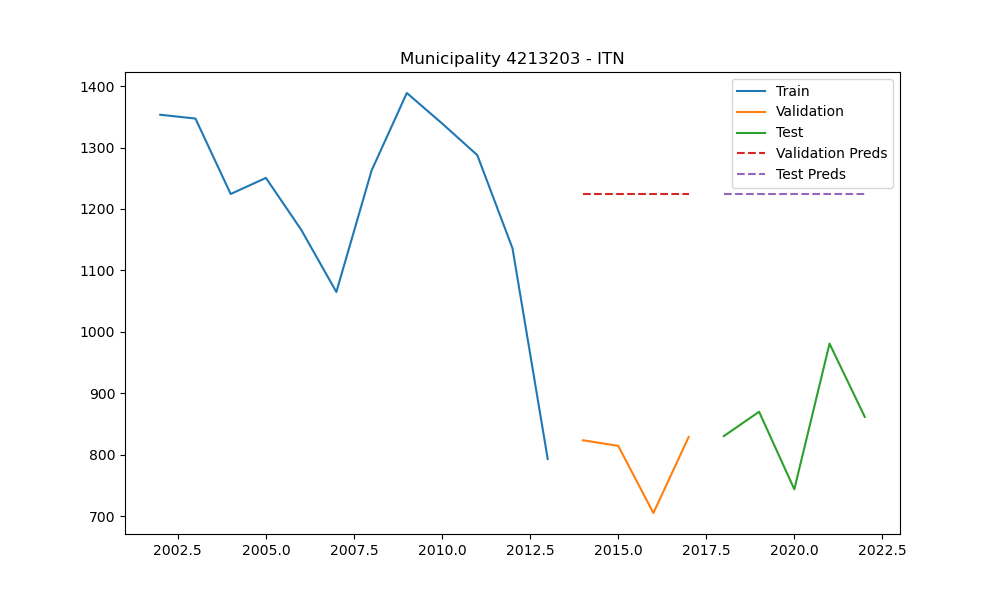 Municipality 4213203 - ITN
Train
Validation
Test
Validation Preds
Test Preds
1400
1300
1200
1100
1000
900
800
700
2002.5 2005.0 2007.5 2010.0 2012.5 2015.0 2017.5 2020.0 2022.5